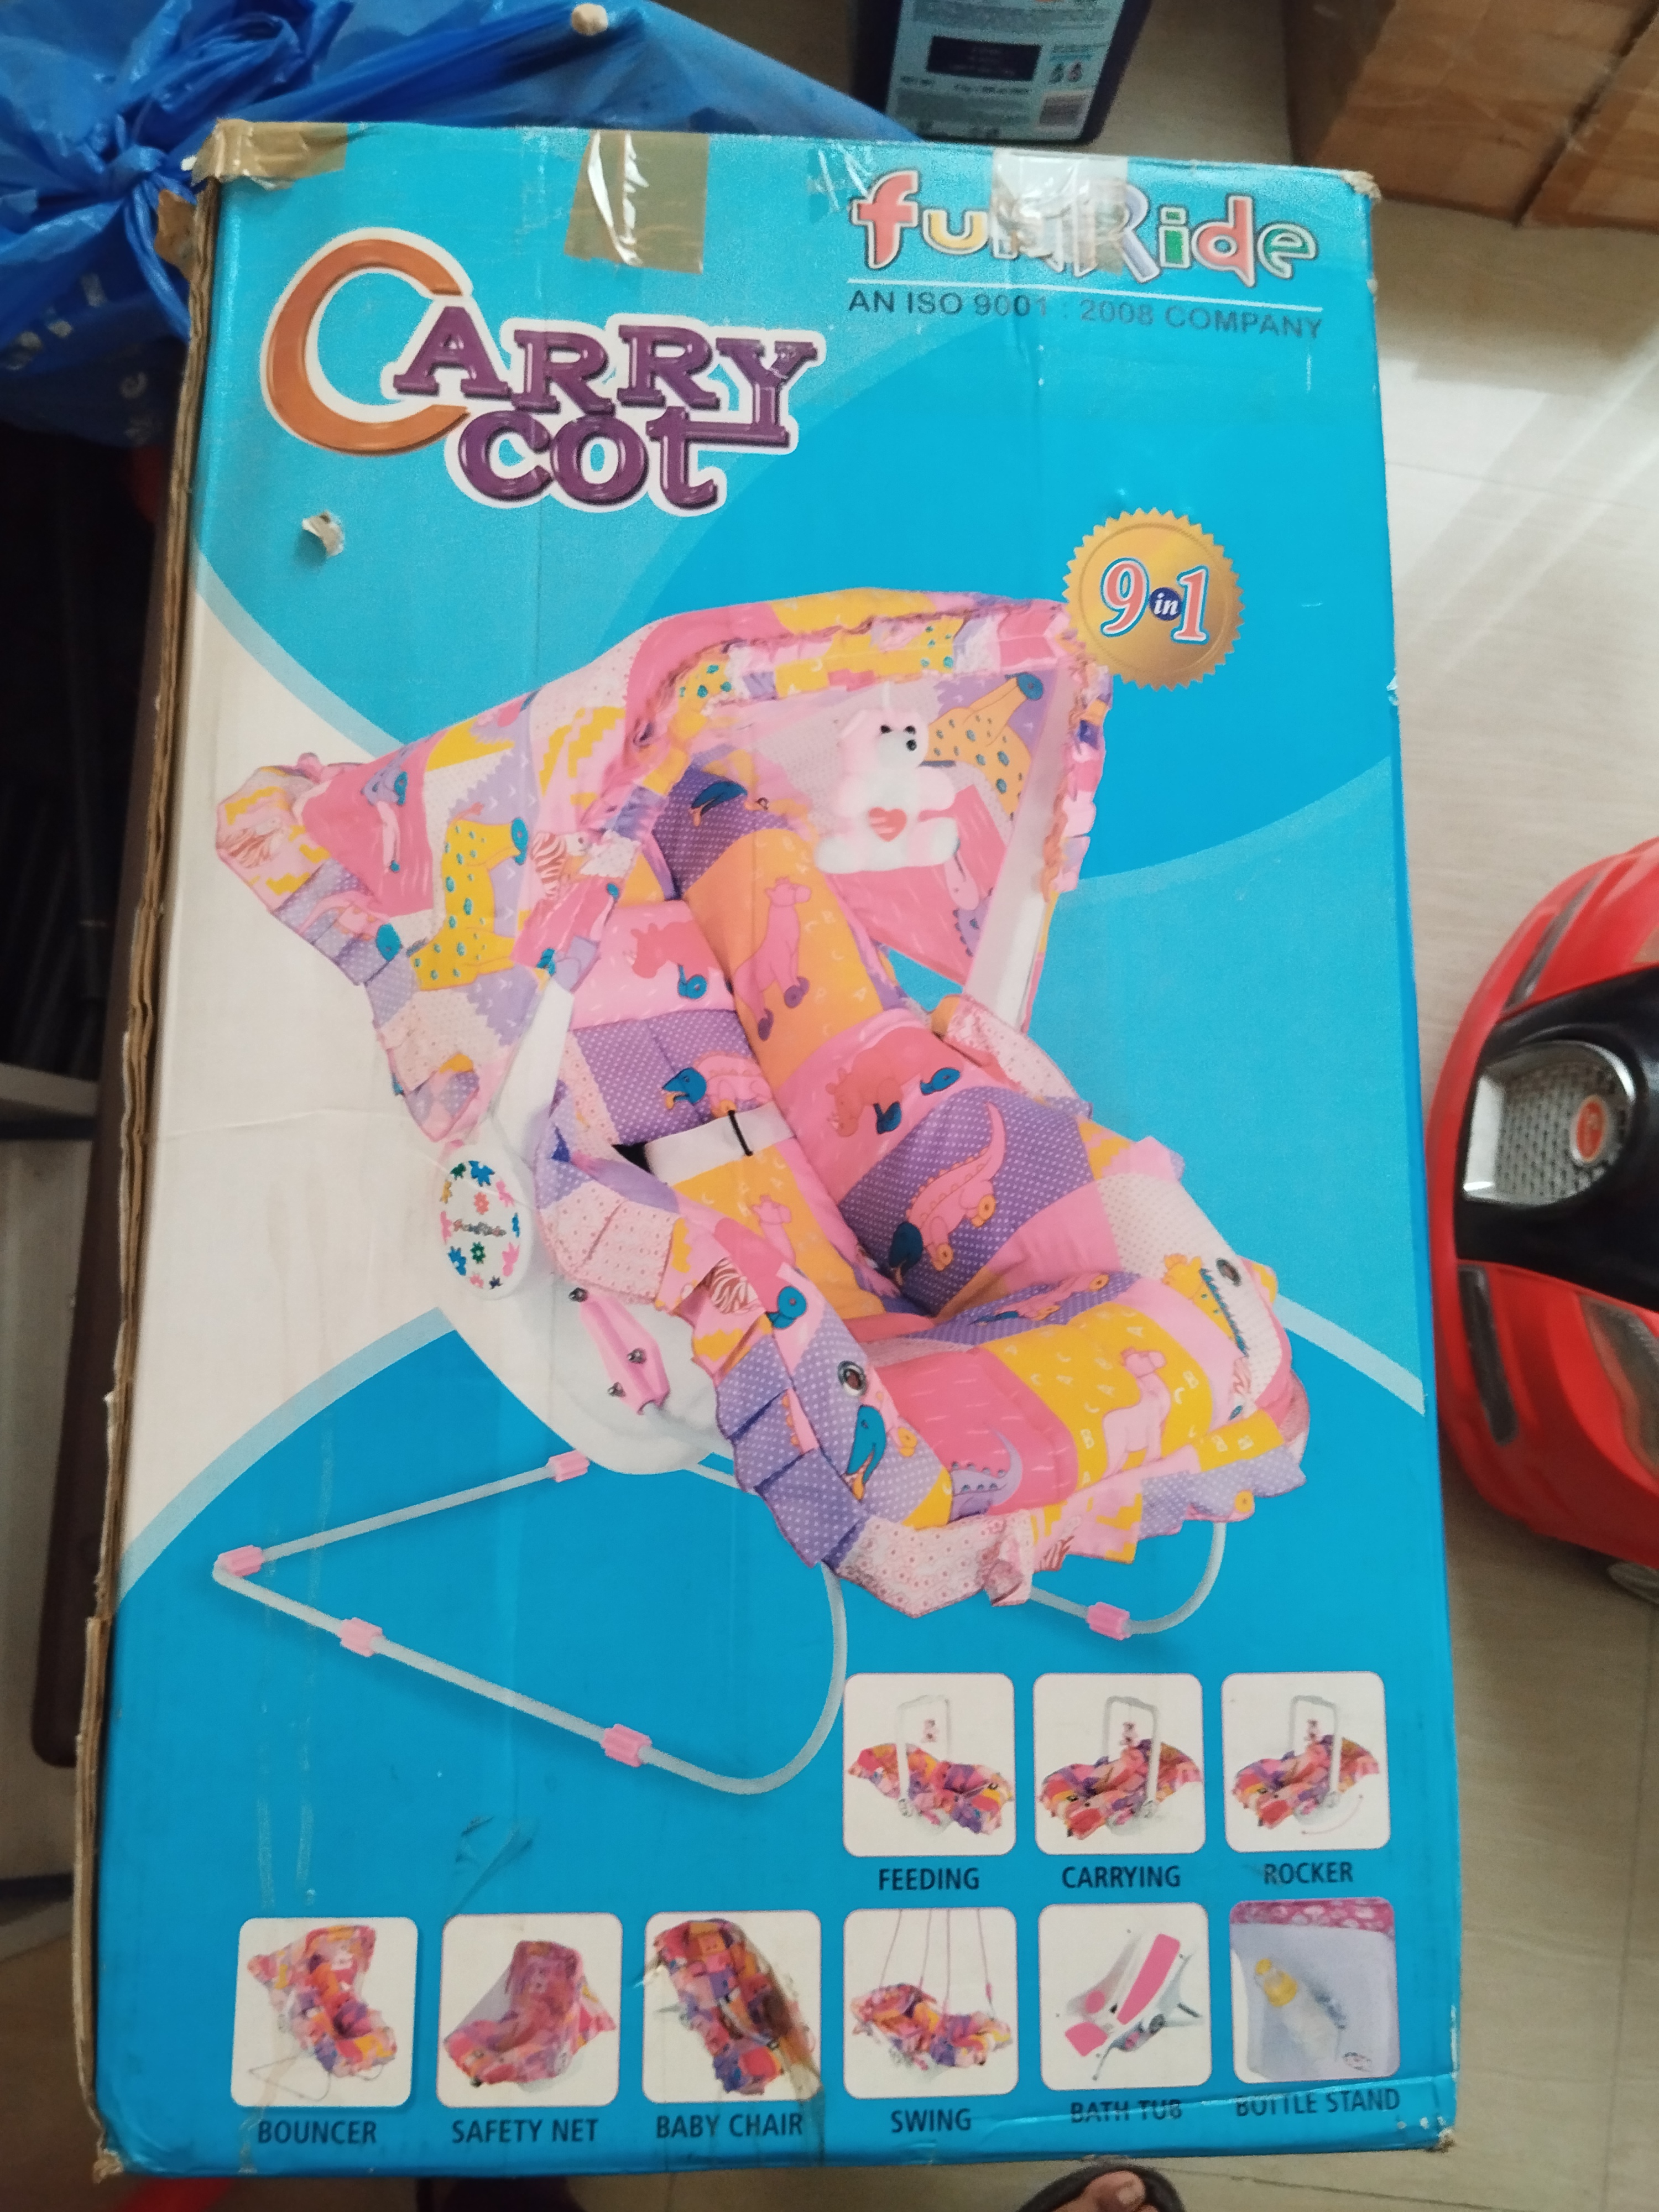 funRide
AN ISO 9001 : 2008 COMPANY
CARRY
COT
9 in 1
FunRide
FEEDING
CARRYING
ROCKER
BOUNCER
SAFETY NET
BABY CHAIR
SWING
BATH TUB
BOTTLE STAND